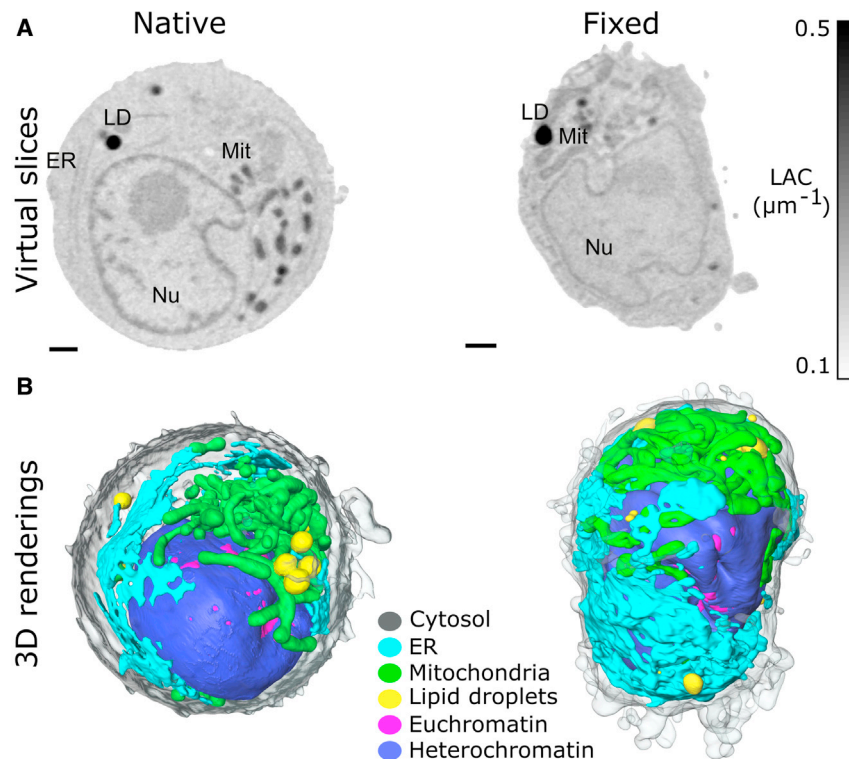 A
Native
Fixed
0.5
Virtual slices
LD
ER
Mit
Nu
LD
Mit
Nu
LAC
(µm⁻¹)
0.1
B
3D renderings
Cytosol
ER
Mitochondria
Lipid droplets
Euchromatin
Heterochromatin